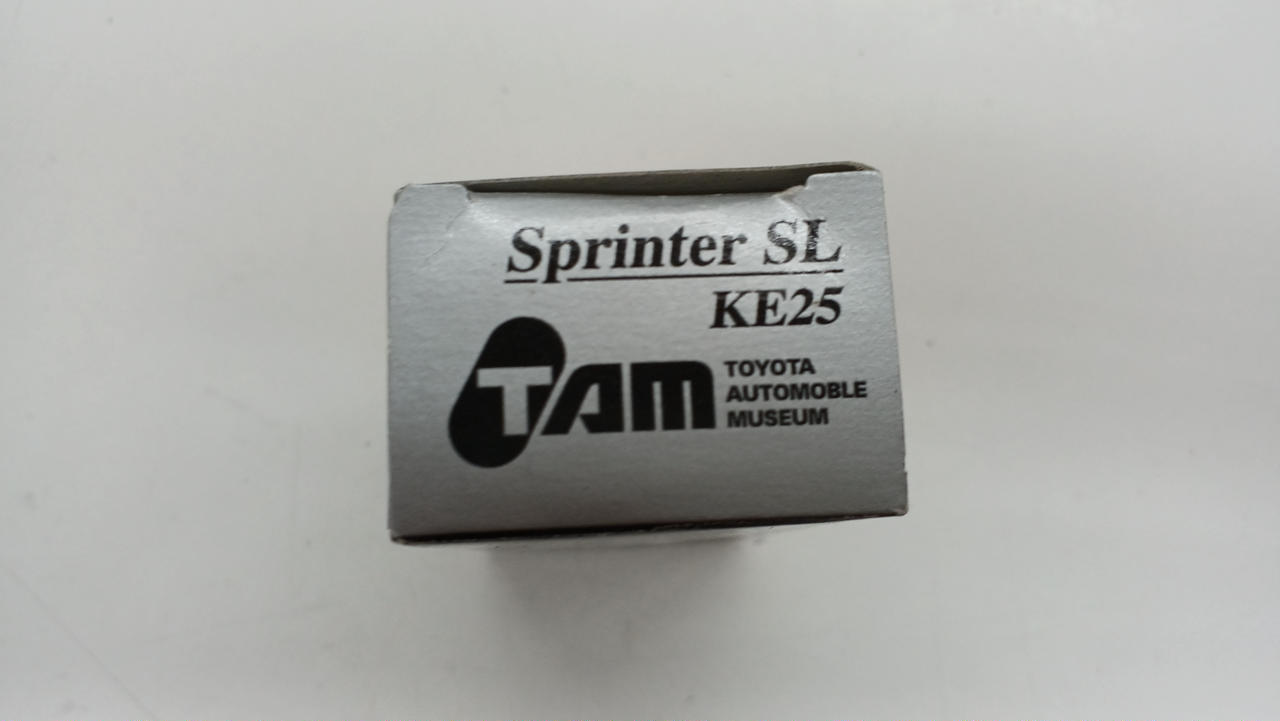 Sprinter SL
KE25
TAM
TOYOTA
AUTOMOBLE
MUSEUM